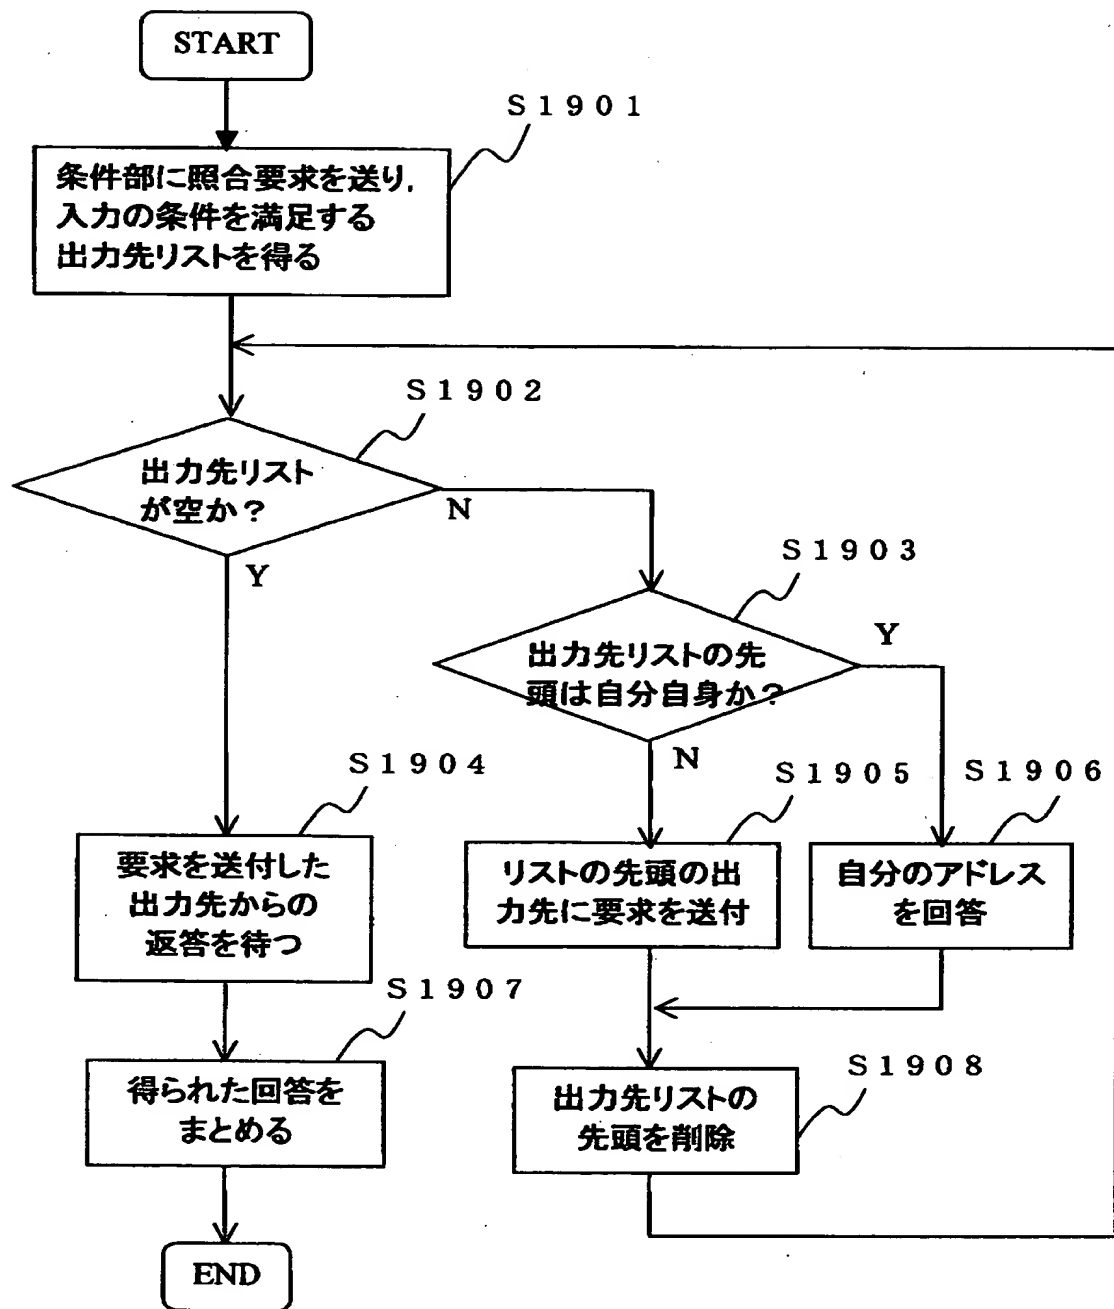 START
S1901
条件部に照合要求を送り,
入力の条件を満足する
出力先リストを得る
S1902
出力先リスト
が空か?
N
Y
S1903
出力先リストの先
頭は自分自身か?
Y
N
S1904
要求を送付した
出力先からの
返答を待つ
S1905
リストの先頭の出
力先に要求を送付
S1906
自分のアドレス
を回答
S1907
得られた回答を
まとめる
S1908
出力先リストの
先頭を削除
END